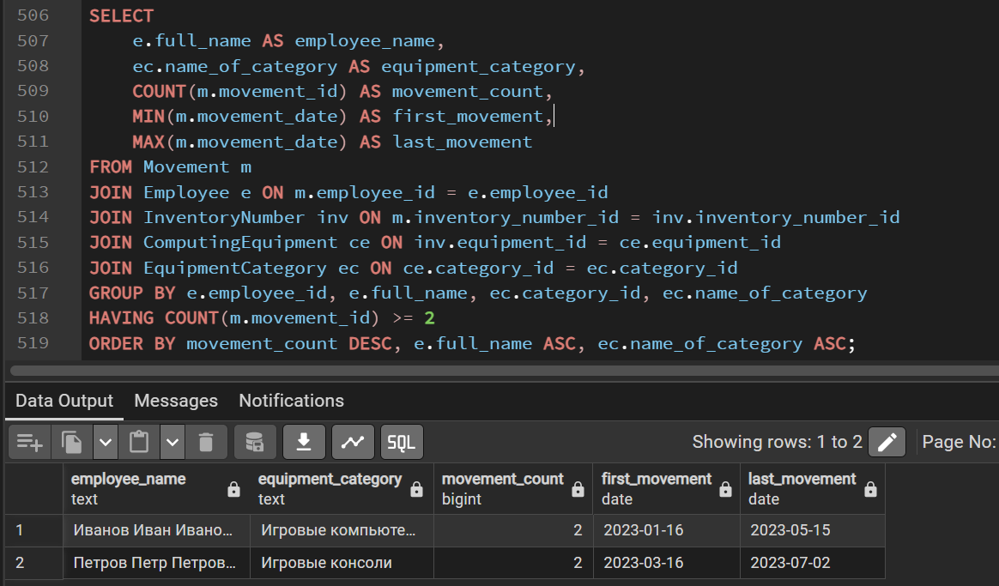 506 SELECT
507 e.full_name AS employee_name,
508 ec.name_of_category AS equipment_category,
509 COUNT(m.movement_id) AS movement_count,
510 MIN(m.movement_date) AS first_movement,
511 MAX(m.movement_date) AS last_movement
512 FROM Movement m
513 JOIN Employee e ON m.employee_id = e.employee_id
514 JOIN InventoryNumber inv ON m.inventory_number_id = inv.inventory_number_id
515 JOIN ComputingEquipment ce ON inv.equipment_id = ce.equipment_id
516 JOIN EquipmentCategory ec ON ce.category_id = ec.category_id
517 GROUP BY e.employee_id, e.full_name, ec.category_id, ec.name_of_category
518 HAVING COUNT(m.movement_id) >= 2
519 ORDER BY movement_count DESC, e.full_name ASC, ec.name_of_category ASC;
Data Output Messages Notifications
SQL Showing rows: 1 to 2 Page No:
employee_name equipment_category movement_count first_movement last_movement
text text bigint date date
1 Иванов Иван Ивано... Игровые компьюте... 2 2023-01-16 2023-05-15
2 Петров Петр Петров... Игровые консоли 2 2023-03-16 2023-07-02